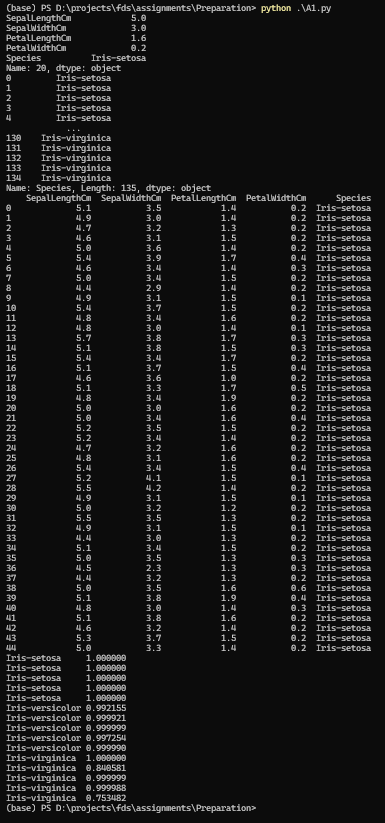 (base) PS D:\projects\fds\assignments\Preparation> python .\A1.py
SepalLengthCm 5.0
SepalWidthCm 3.0
PetalLengthCm 1.6
PetalWidthCm 0.2
Species Iris-setosa
Name: 20, dtype: object
0 Iris-setosa
1 Iris-setosa
2 Iris-setosa
3 Iris-setosa
4 Iris-setosa
...
130 Iris-virginica
131 Iris-virginica
132 Iris-virginica
133 Iris-virginica
134 Iris-virginica
Name: Species, Length: 135, dtype: object
SepalLengthCm SepalWidthCm PetalLengthCm PetalWidthCm Species
0 5.1 3.5 1.4 0.2 Iris-setosa
1 4.9 3.0 1.4 0.2 Iris-setosa
2 4.7 3.2 1.3 0.2 Iris-setosa
3 4.6 3.1 1.5 0.2 Iris-setosa
4 5.0 3.6 1.4 0.2 Iris-setosa
5 5.4 3.9 1.7 0.4 Iris-setosa
6 4.6 3.4 1.4 0.3 Iris-setosa
7 5.0 3.4 1.5 0.2 Iris-setosa
8 4.4 2.9 1.4 0.2 Iris-setosa
9 4.9 3.1 1.5 0.1 Iris-setosa
10 5.4 3.7 1.5 0.2 Iris-setosa
11 4.8 3.4 1.6 0.2 Iris-setosa
12 4.8 3.0 1.4 0.1 Iris-setosa
13 5.7 3.8 1.7 0.3 Iris-setosa
14 5.1 3.8 1.5 0.3 Iris-setosa
15 5.4 3.4 1.7 0.2 Iris-setosa
16 5.1 3.7 1.5 0.4 Iris-setosa
17 4.6 3.6 1.0 0.2 Iris-setosa
18 5.1 3.3 1.7 0.5 Iris-setosa
19 4.8 3.4 1.9 0.2 Iris-setosa
20 5.0 3.0 1.6 0.2 Iris-setosa
21 5.0 3.4 1.6 0.4 Iris-setosa
22 5.2 3.5 1.5 0.2 Iris-setosa
23 5.2 3.4 1.4 0.2 Iris-setosa
24 4.7 3.2 1.6 0.2 Iris-setosa
25 4.8 3.1 1.6 0.2 Iris-setosa
26 5.4 3.4 1.5 0.4 Iris-setosa
27 5.2 4.1 1.5 0.1 Iris-setosa
28 5.5 4.2 1.4 0.2 Iris-setosa
29 4.9 3.1 1.5 0.1 Iris-setosa
30 5.0 3.2 1.2 0.2 Iris-setosa
31 5.5 3.5 1.3 0.2 Iris-setosa
32 4.9 3.1 1.5 0.1 Iris-setosa
33 4.4 3.0 1.3 0.2 Iris-setosa
34 5.1 3.4 1.5 0.2 Iris-setosa
35 5.0 3.5 1.3 0.3 Iris-setosa
36 4.5 2.3 1.3 0.3 Iris-setosa
37 4.4 3.2 1.3 0.2 Iris-setosa
38 5.0 3.5 1.6 0.6 Iris-setosa
39 5.1 3.8 1.9 0.4 Iris-setosa
40 4.8 3.0 1.4 0.3 Iris-setosa
41 5.1 3.8 1.6 0.2 Iris-setosa
42 4.6 3.2 1.4 0.2 Iris-setosa
43 5.3 3.7 1.5 0.2 Iris-setosa
44 5.0 3.3 1.4 0.2 Iris-setosa
Iris-setosa 1.000000
Iris-setosa 1.000000
Iris-setosa 1.000000
Iris-setosa 1.000000
Iris-setosa 1.000000
Iris-versicolor 0.992155
Iris-versicolor 0.999921
Iris-versicolor 0.999999
Iris-versicolor 0.997254
Iris-versicolor 0.999990
Iris-virginica 1.000000
Iris-virginica 0.840581
Iris-virginica 0.999999
Iris-virginica 0.999988
Iris-virginica 0.753482
(base) PS D:\projects\fds\assignments\Preparation>